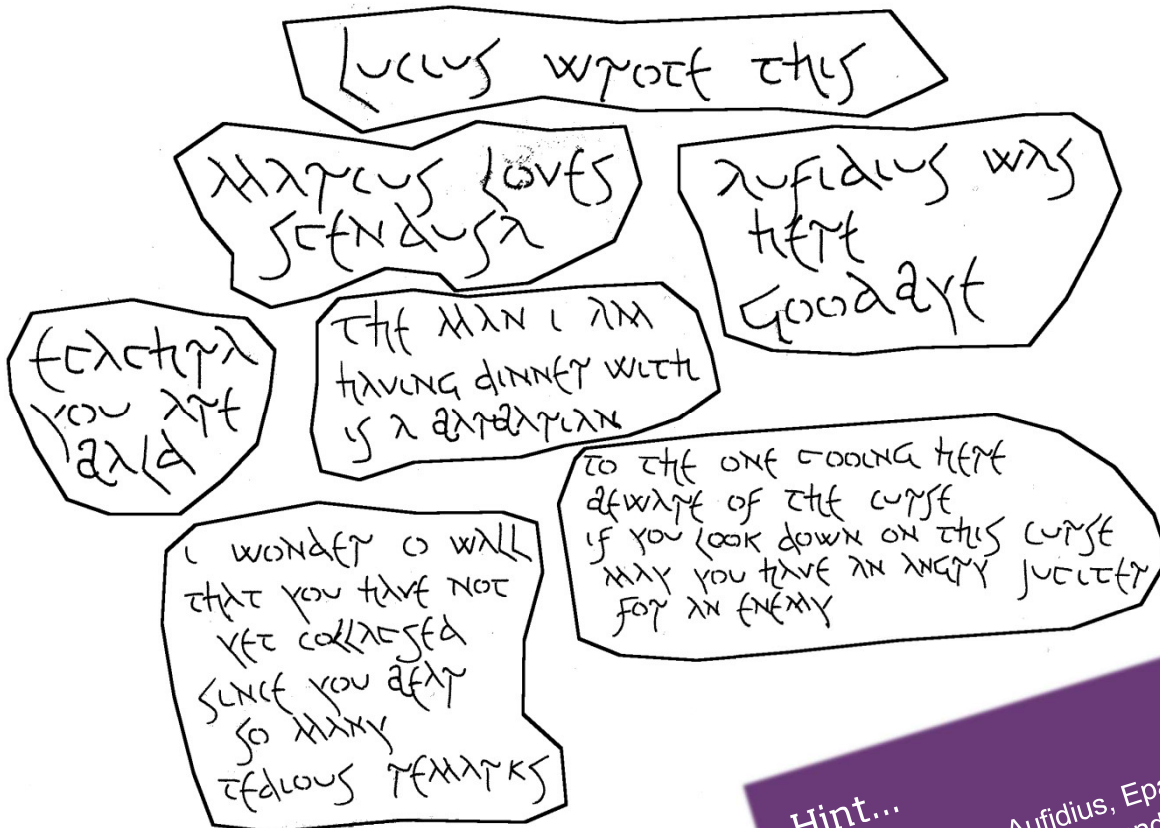 lucius wrote this
marcus loves
spendusa
aufidius was
here
goodbye
epaphra
you are
bald
the man i am
having dinner with
is a barbarian
to the one pooing here
beware of the curse
if you look down on this curse
may you have an angry jupiter
for an enemy
i wonder o wall
that you have not
yet collapsed
since you bear
so many
tedious remarks
Hint...
Aufidius,